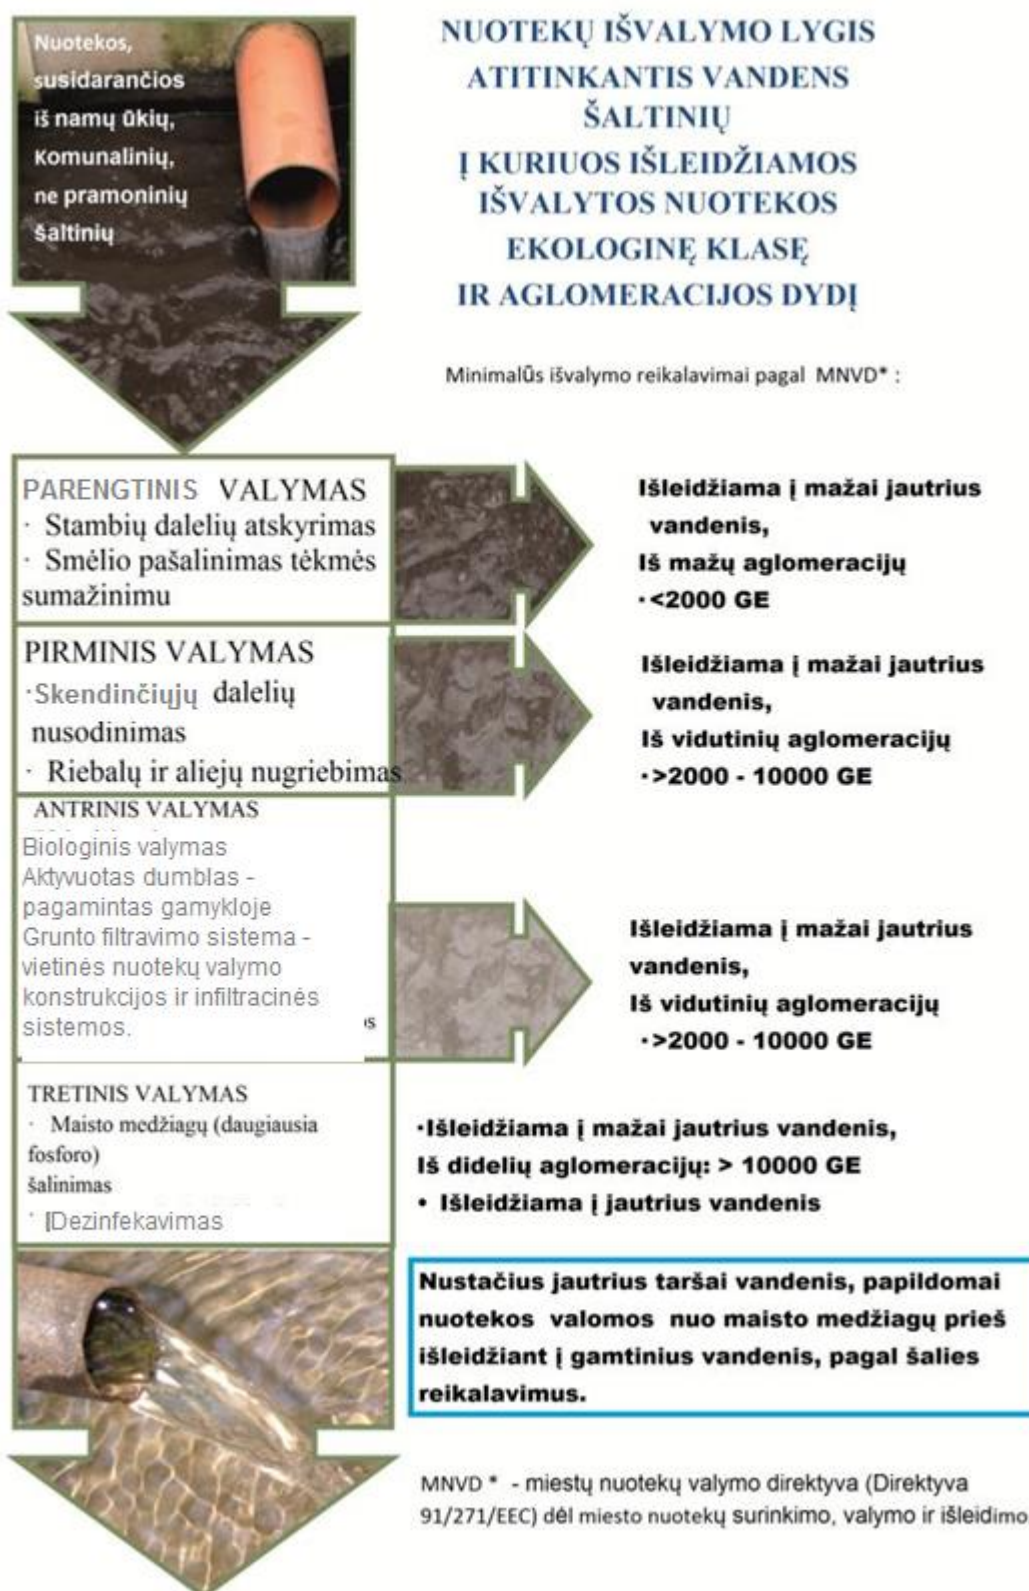 Nuotekos,
susidarančios
iš namų ūkių,
Komunalinių,
ne pramoninių
šaltinių
NUOTEKŲ IŠVALYMO LYGIS
ATITINKANTIS VANDENS
ŠALTINIŲ
Į KURIUOS IŠLEIDŽIAMOS
IŠVALYTOS NUOTEKOS
EKOLOGINĘ KLASĘ
IR AGLOMERACIJOS DYDĮ
Minimalūs išvalymo reikalavimai pagal MNVD* :
PARENGTINIS VALYMAS
· Stambių dalelių atskyrimas
· Smėlio pašalinimas tėkmės
sumažinimu
Išleidžiama į mažai jautrius
vandenis,
Iš mažų aglomeracijų
·<2000 GE
PIRMINIS VALYMAS
·Skendinčiųjų dalelių
nusodinimas
· Riebalų ir aliejų nugriebimas
Išleidžiama į mažai jautrius
vandenis,
Iš vidutinių aglomeracijų
·>2000 - 10000 GE
ANTRINIS VALYMAS
Biologinis valymas
Aktyvuotas dumblas -
pagamintas gamykloje
Grunto filtravimo sistema -
vietinės nuotekų valymo
konstrukcijos ir infiltracinės
sistemos.
Išleidžiama į mažai jautrius
vandenis,
Iš vidutinių aglomeracijų
·>2000 - 10000 GE
TRETINIS VALYMAS
· Maisto medžiagų (daugiausia
fosforo)
šalinimas
· Dezinfekavimas
·Išleidžiama į mažai jautrius vandenis,
Iš didelių aglomeracijų: > 10000 GE
• Išleidžiama į jautrius vandenis
Nustačius jautrius taršai vandenis, papildomai
nuotekos valomos nuo maisto medžiagų prieš
išleidžiant į gamtinius vandenis, pagal šalies
reikalavimus.
MNVD * - miestų nuotekų valymo direktyva (Direktyva
91/271/EEC) dėl miesto nuotekų surinkimo, valymo ir išleidimo